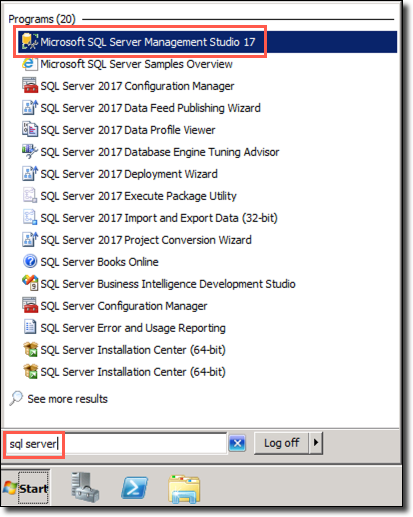 Programs (20)
Microsoft SQL Server Management Studio 17
Microsoft SQL Server Samples Overview
SQL Server 2017 Configuration Manager
SQL Server 2017 Data Feed Publishing Wizard
SQL Server 2017 Data Profile Viewer
SQL Server 2017 Database Engine Tuning Advisor
SQL Server 2017 Deployment Wizard
SQL Server 2017 Execute Package Utility
SQL Server 2017 Import and Export Data (32-bit)
SQL Server 2017 Project Conversion Wizard
SQL Server Books Online
SQL Server Business Intelligence Development Studio
SQL Server Configuration Manager
SQL Server Error and Usage Reporting
SQL Server Installation Center (64-bit)
SQL Server Installation Center (64-bit)
See more results
sql server
Log off
Start